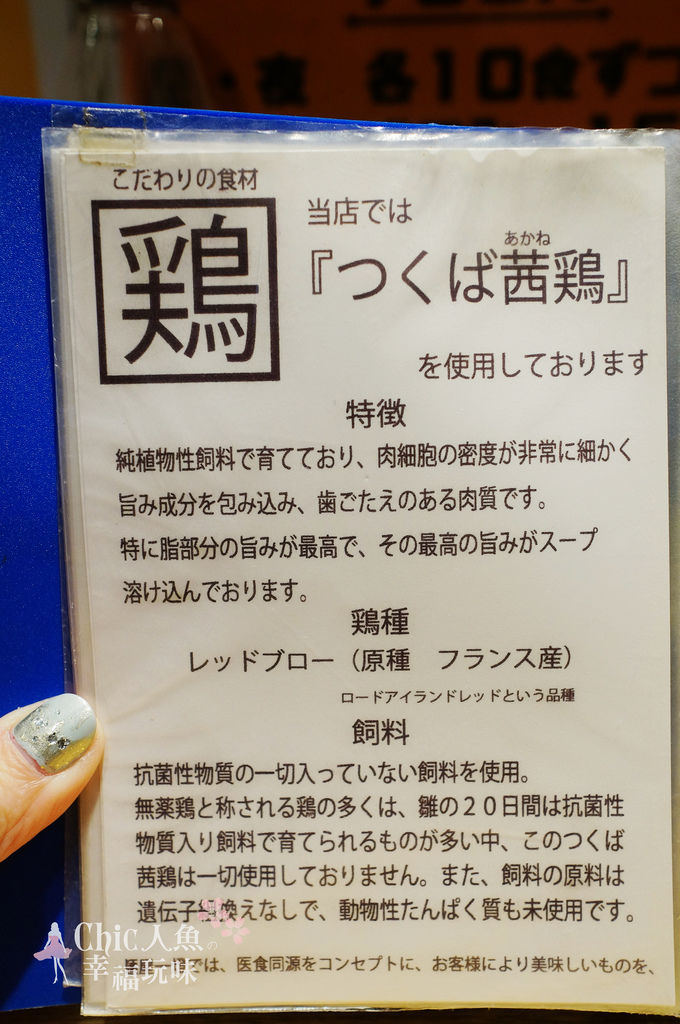 夜 各10食ずつ
こだわりの食材
鶏
当店では
あかね
『つくば茜鶏』
を使用しております
特徴
純植物性飼料で育てており、肉細胞の密度が非常に細かく
旨み成分を包み込み、歯ごたえのある肉質です。
特に脂部分の旨みが最高で、その最高の旨みがスープ
溶け込んでおります。
鶏種
レッドブロー（原種　フランス産）
ロードアイランドレッドという品種
飼料
抗菌性物質の一切入っていない飼料を使用。
無薬鶏と称される鶏の多くは、雛の２０日間は抗菌性
物質入り飼料で育てられるものが多い中、このつくば
茜鶏は一切使用しておりません。また、飼料の原料は
遺伝子組換えなしで、動物性たんぱく質も未使用です。
では、医食同源をコンセプトに、お客様により美味しいものを、
Chic人魚の
幸福玩味